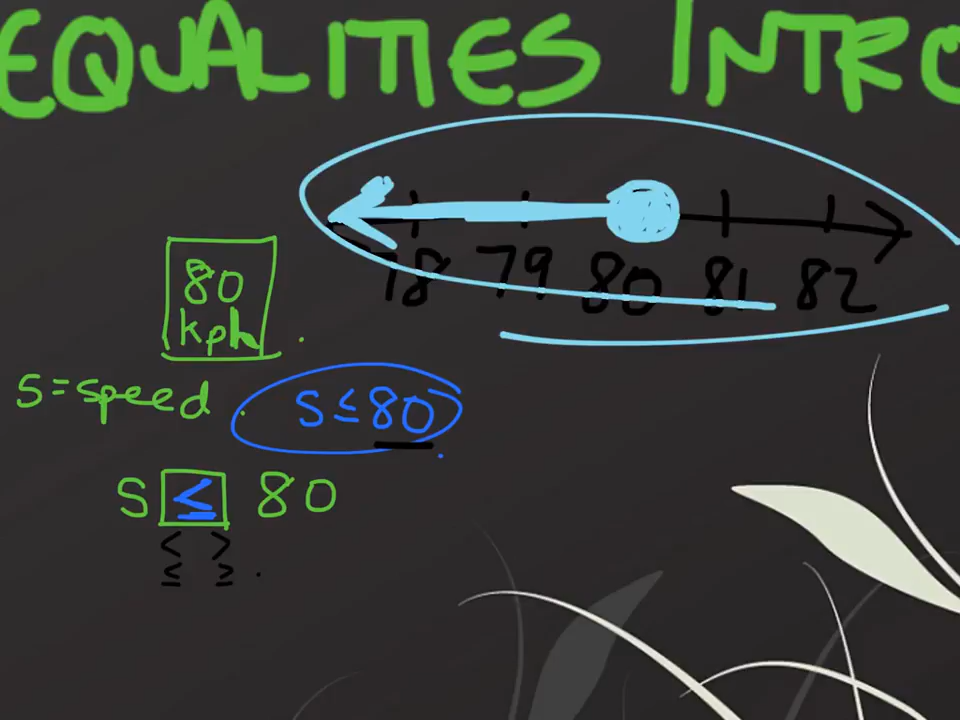 EQUALITIES INTRO
78 79 80 81 82
80
kph
S=speed
S≤80
S ≤ 80
< >
≤ ≥